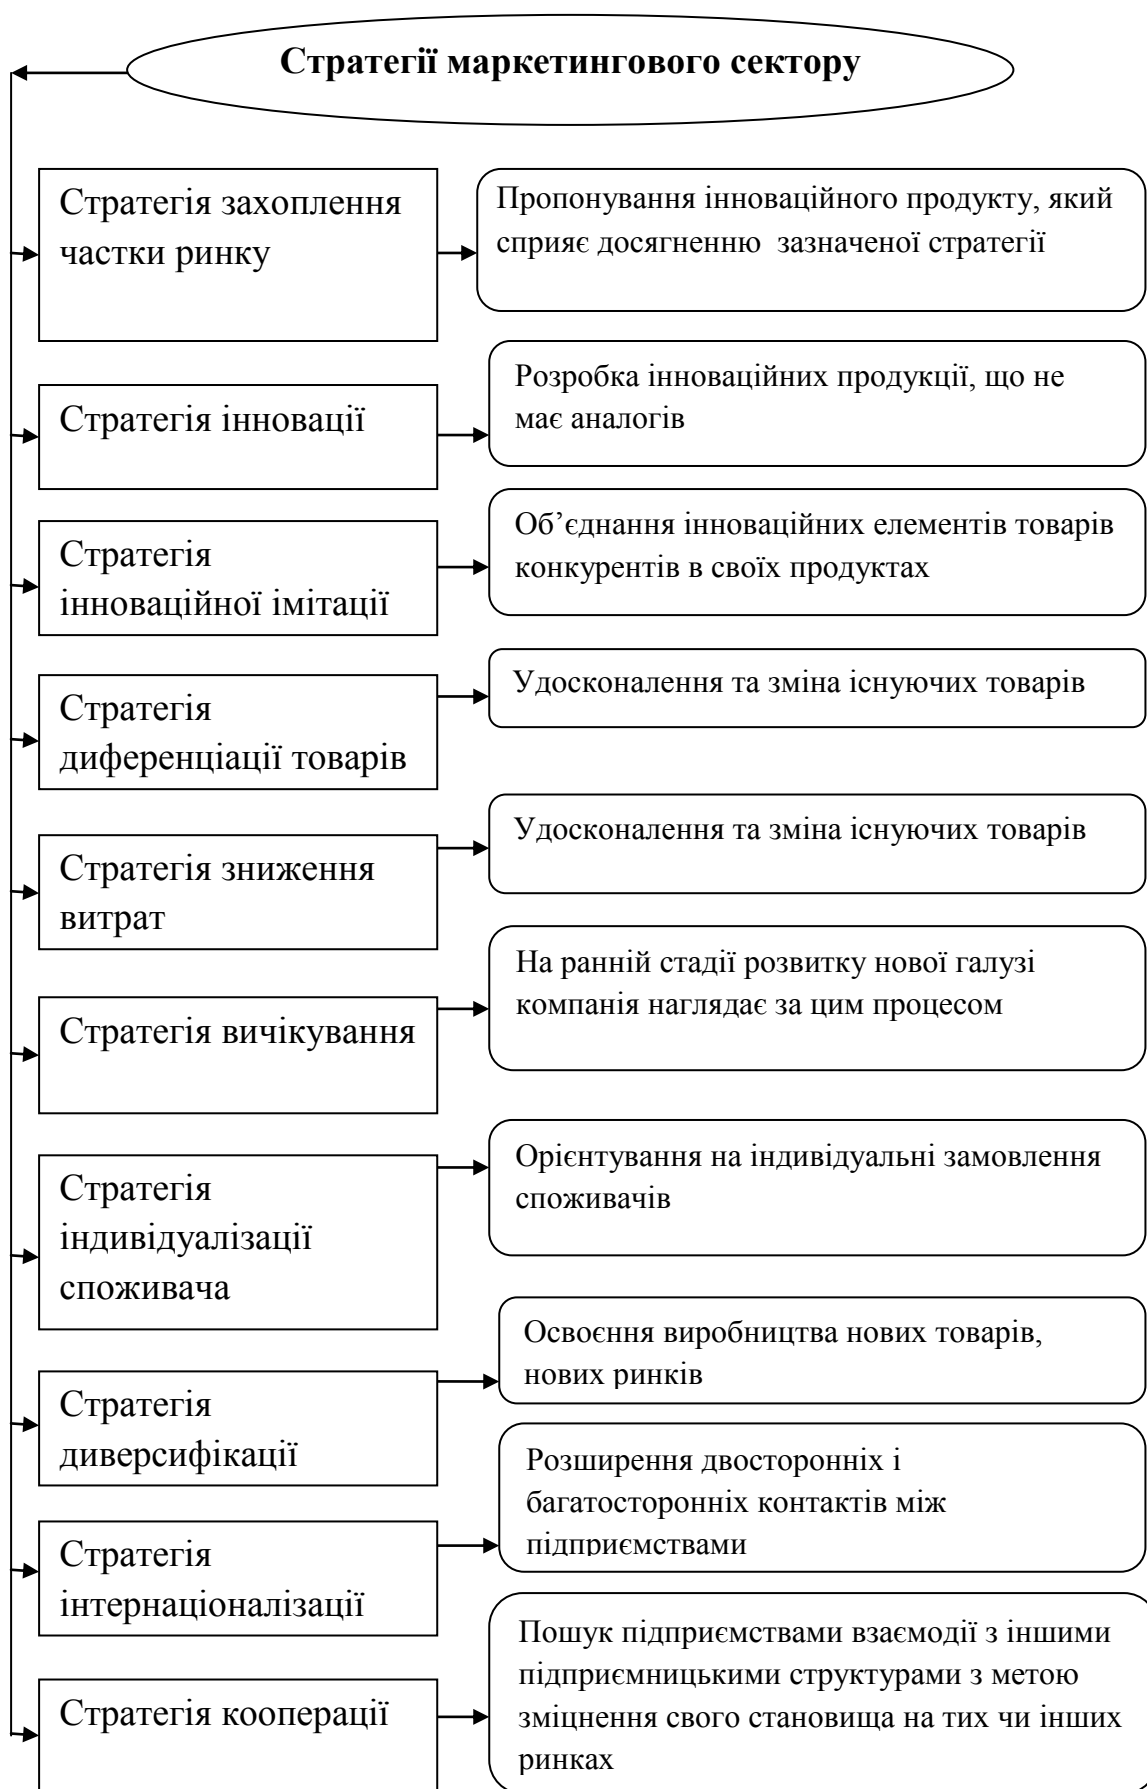 Стратегії маркетингового сектору
Стратегія захоплення
частки ринку
Пропонування інноваційного продукту, який
сприяє досягненню зазначеної стратегії
Стратегія інновації
Розробка інноваційних продукції, що не
має аналогів
Стратегія
інноваційної імітації
Об’єднання інноваційних елементів товарів
конкурентів в своїх продуктах
Стратегія
диференціації товарів
Удосконалення та зміна існуючих товарів
Стратегія зниження
витрат
Удосконалення та зміна існуючих товарів
Стратегія вичікування
На ранній стадії розвитку нової галузі
компанія наглядає за цим процесом
Стратегія
індивідуалізації
споживача
Орієнтування на індивідуальні замовлення
споживачів
Стратегія
диверсифікації
Освоєння виробництва нових товарів,
нових ринків
Стратегія
інтернаціоналізації
Розширення двосторонніх і
багатосторонніх контактів між
підприємствами
Стратегія кооперації
Пошук підприємствами взаємодії з іншими
підприємницькими структурами з метою
зміцнення свого становища на тих чи інших
ринках